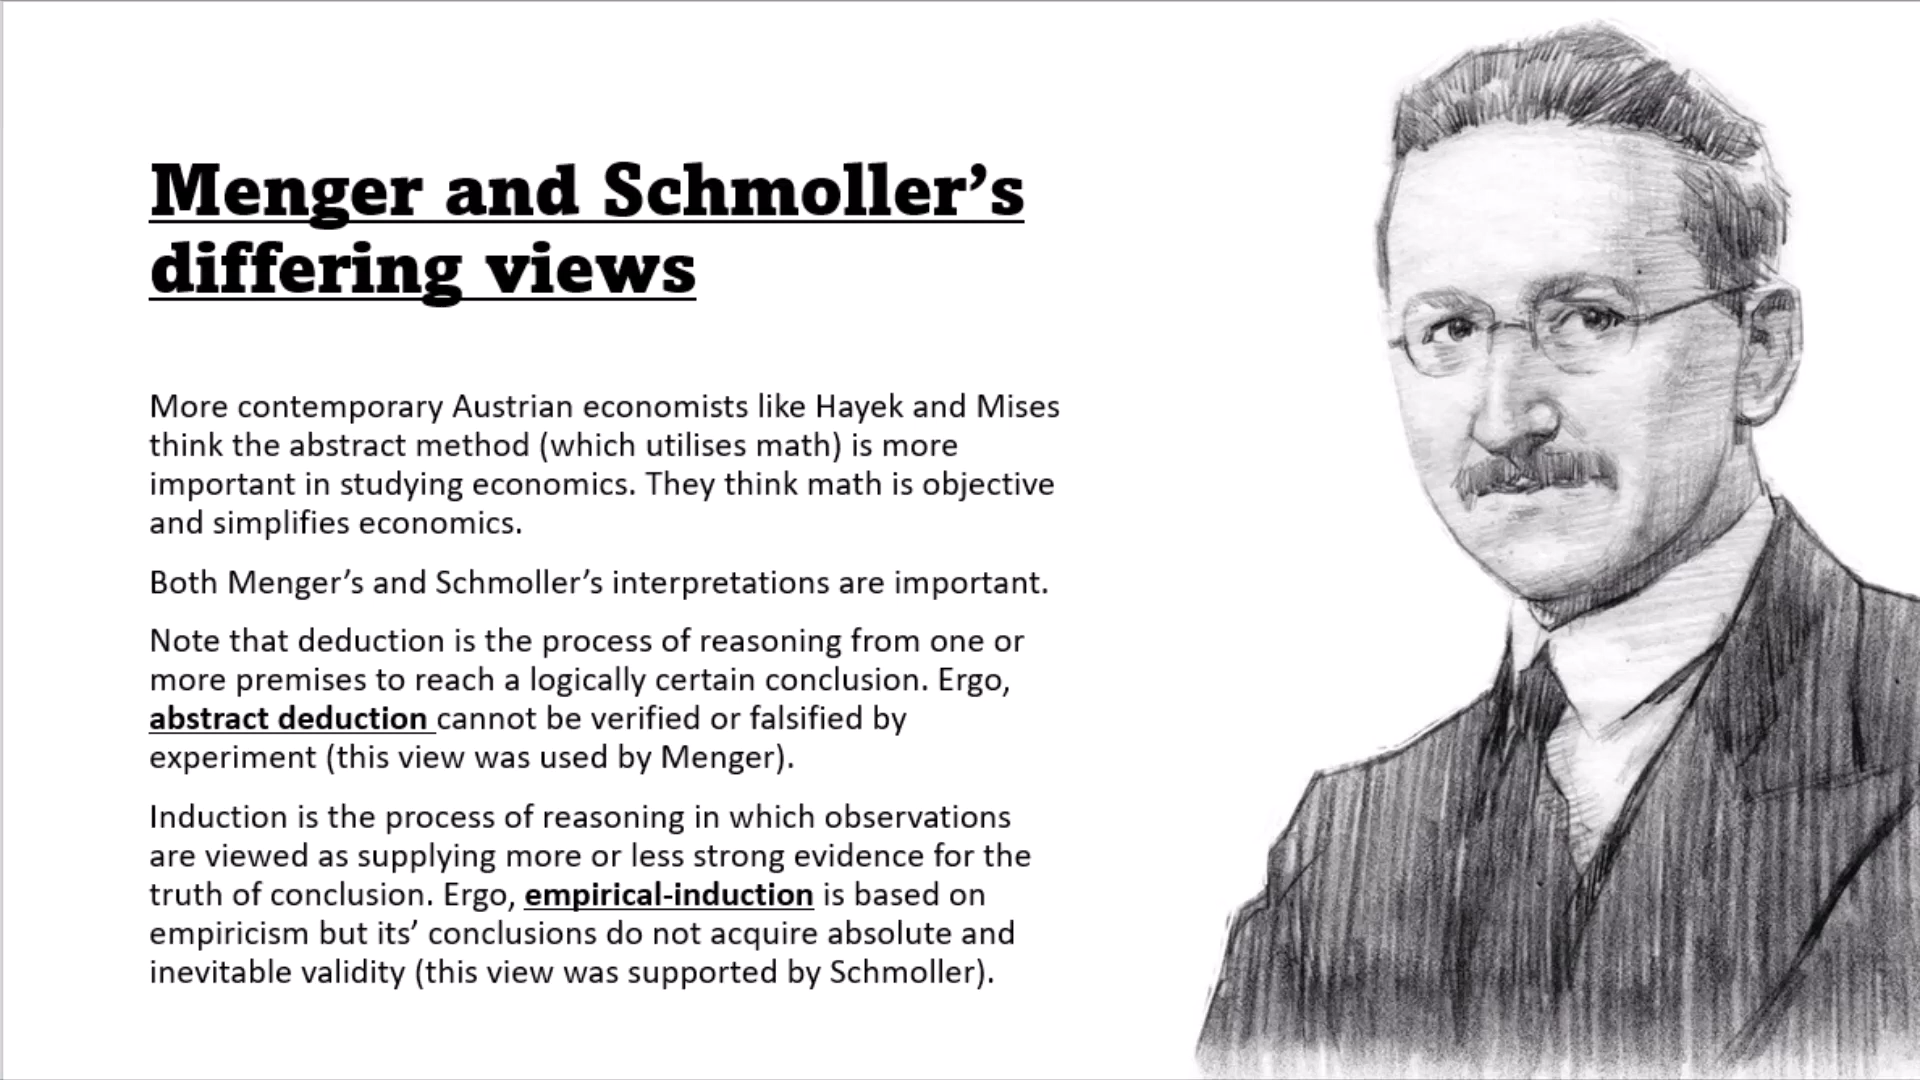 Menger and Schmoller’s
differing views
More contemporary Austrian economists like Hayek and Mises
think the abstract method (which utilises math) is more
important in studying economics. They think math is objective
and simplifies economics.
Both Menger’s and Schmoller’s interpretations are important.
Note that deduction is the process of reasoning from one or
more premises to reach a logically certain conclusion. Ergo,
abstract deduction cannot be verified or falsified by
experiment (this view was used by Menger).
Induction is the process of reasoning in which observations
are viewed as supplying more or less strong evidence for the
truth of conclusion. Ergo, empirical-induction is based on
empiricism but its’ conclusions do not acquire absolute and
inevitable validity (this view was supported by Schmoller).